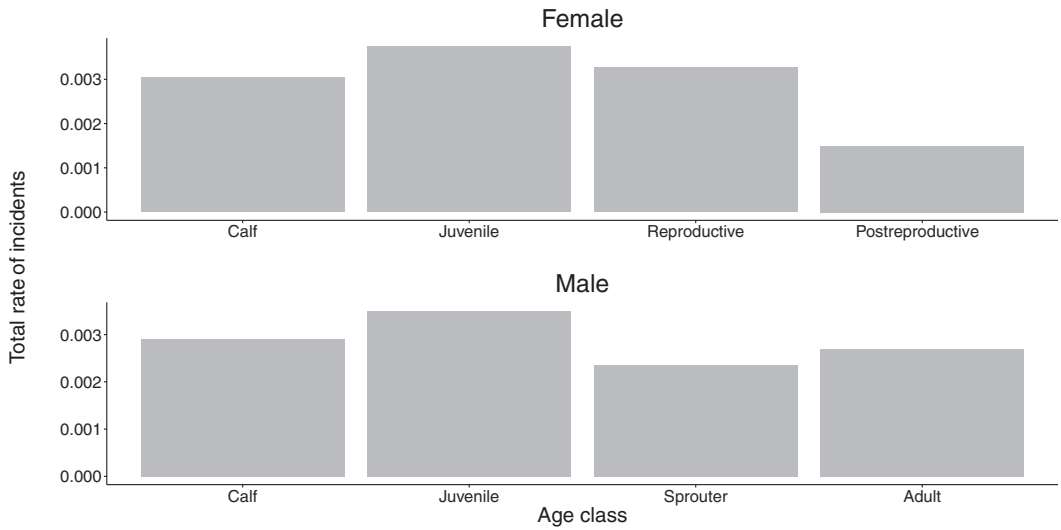 Female
Total rate of incidents
0.003
0.002
0.001
0.000
Calf Juvenile Reproductive Postreproductive
Male
0.003
0.002
0.001
0.000
Calf Juvenile Sprouter Adult
Age class